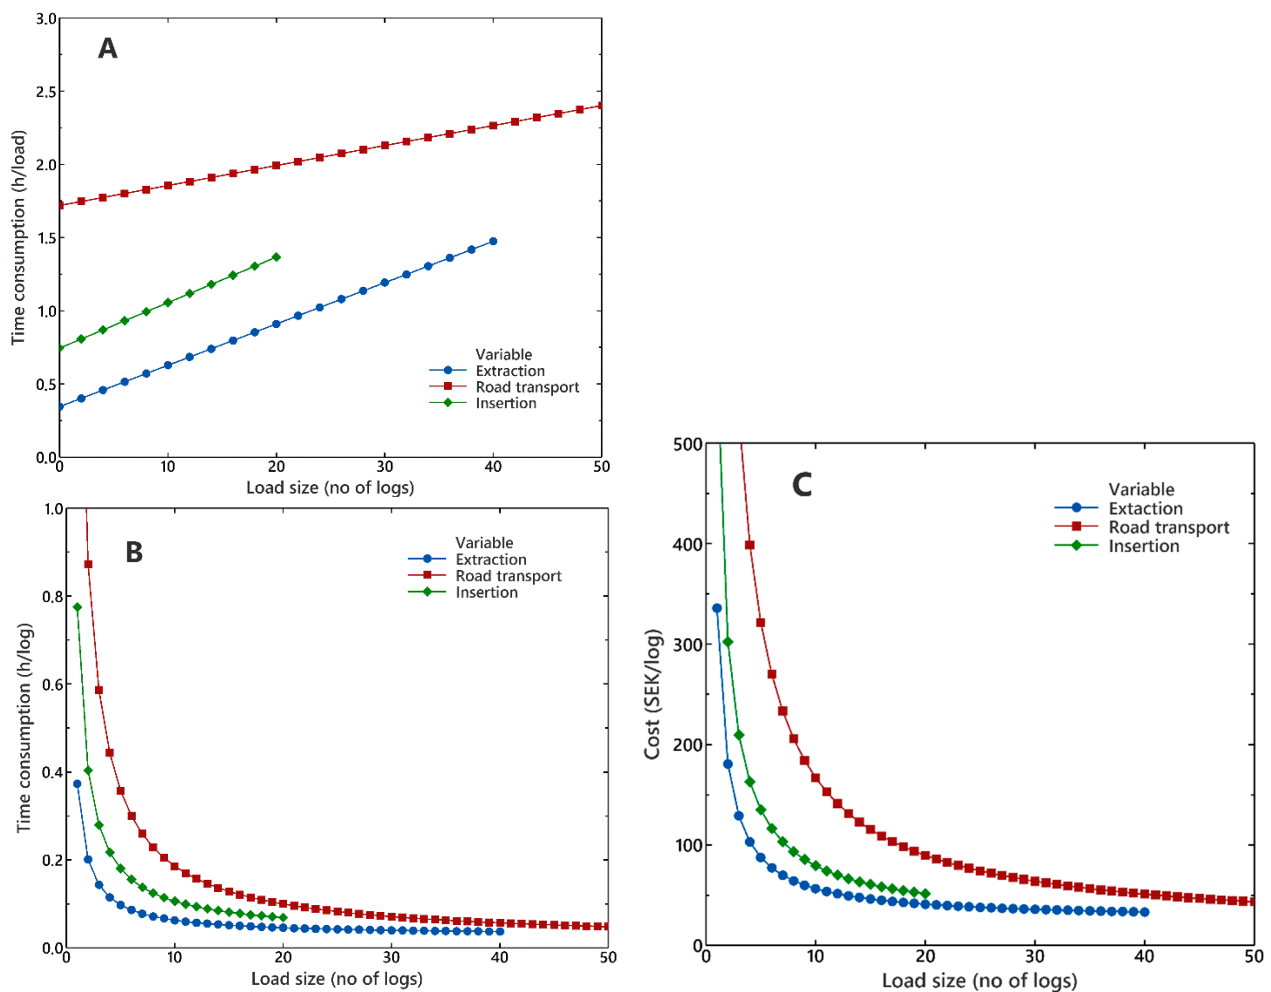 A
3.0
2.5
2.0
1.5
1.0
0.5
0.0
Time consumption (h/load)
Variable
Extraction
Road transport
Insertion
0 10 20 30 40 50
Load size (no of logs)
B
1.0
0.8
0.6
0.4
0.2
0.0
Time consumption (h/log)
Variable
Extraction
Road transport
Insertion
0 10 20 30 40 50
Load size (no of logs)
C
500
400
300
200
100
0
Cost (SEK/log)
Variable
Extaction
Road transport
Insertion
0 10 20 30 40 50
Load size (no of logs)